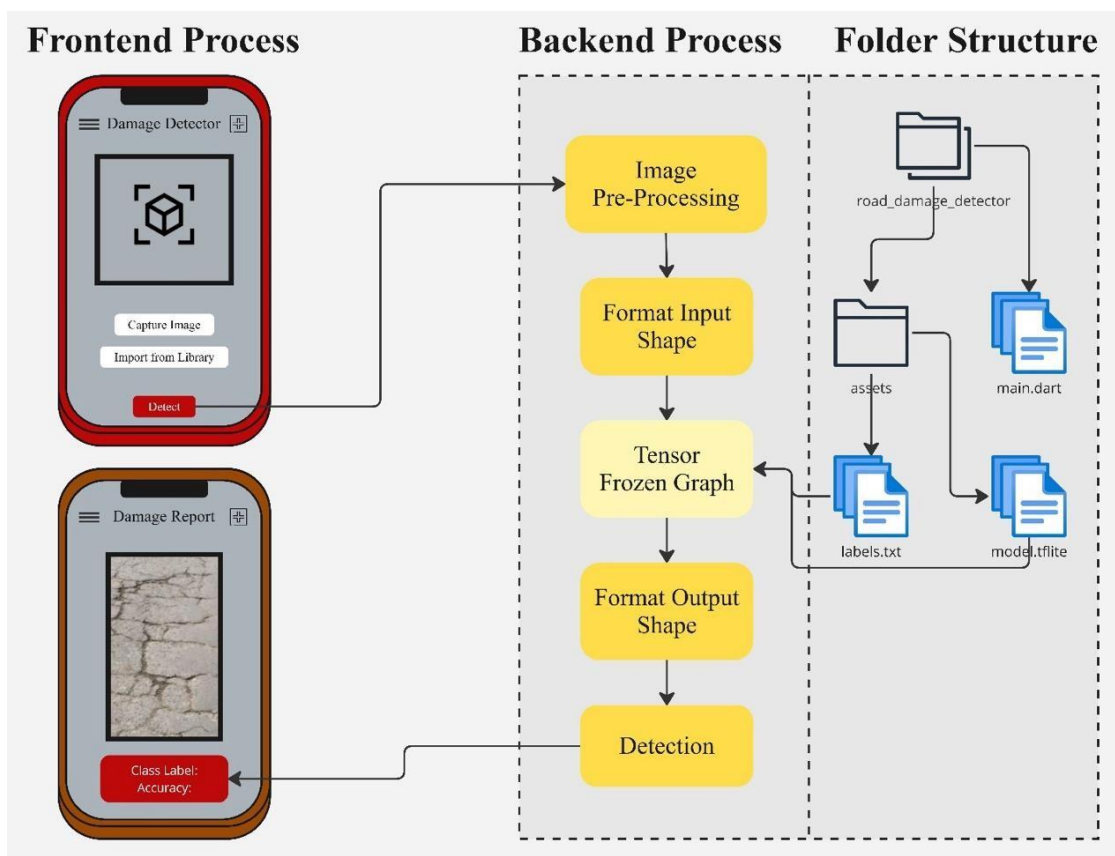 Frontend Process
Backend Process
Folder Structure
Damage Detector
Capture Image
Import from Library
Detect
Damage Report
Class Label:
Accuracy:
Image
Pre-Processing
Format Input
Shape
Tensor
Frozen Graph
Format Output
Shape
Detection
road_damage_detector
assets
main.dart
labels.txt
model.tflite